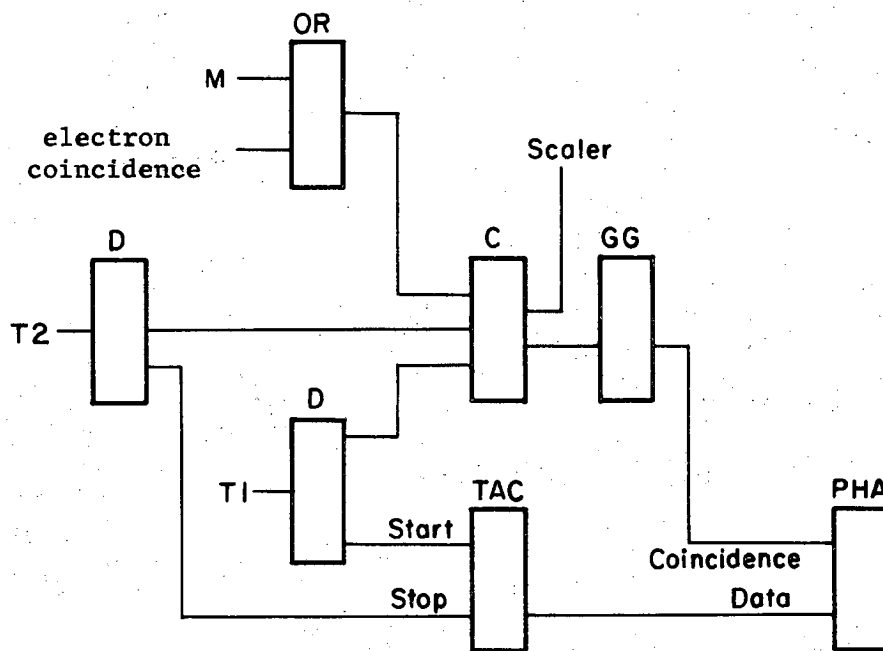 OR
M
electron
coincidence
Scaler
D
C
GG
T2
D
T1
TAC
PHA
Start
Coincidence
Stop
Data